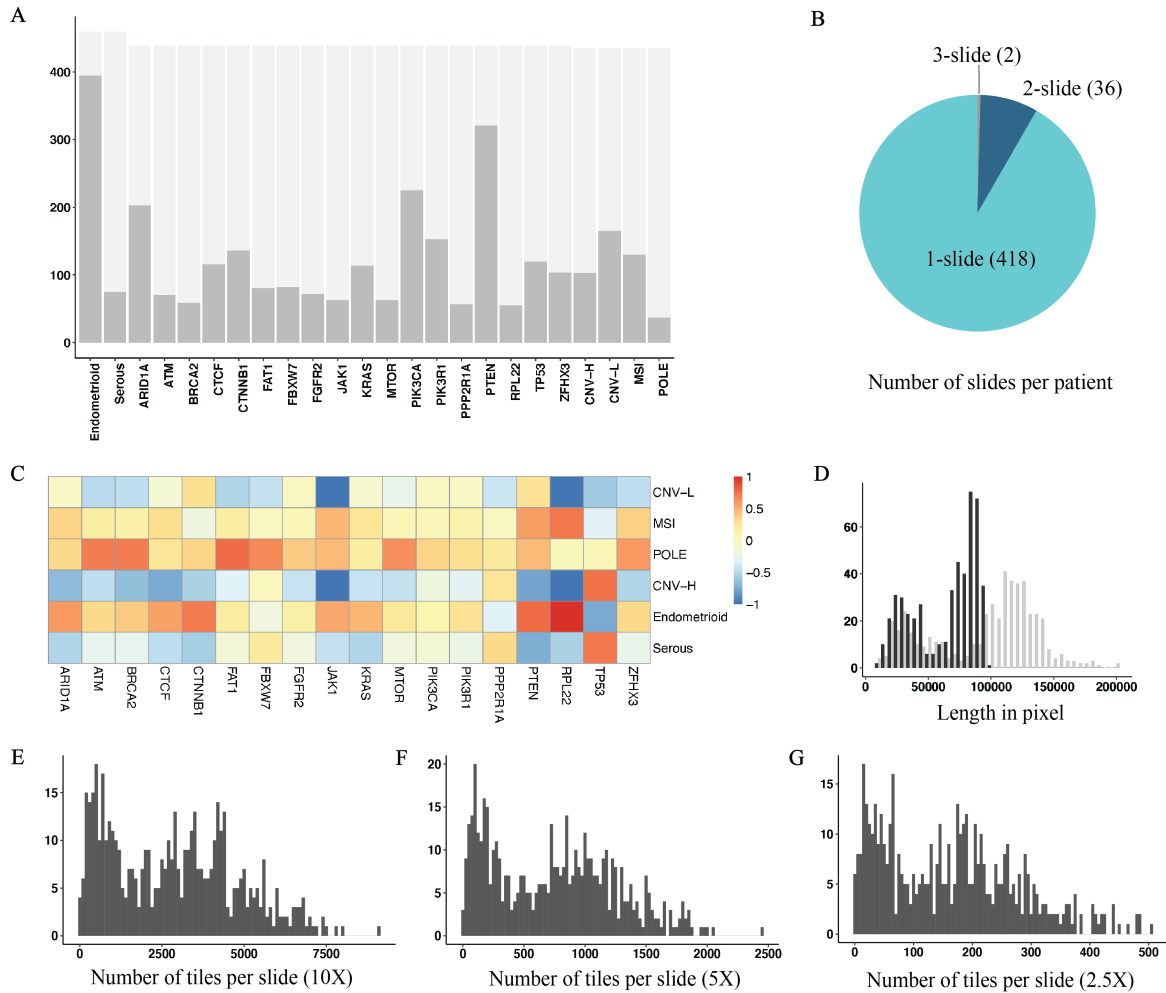 A
400
300
200
100
0
Endometrioid
Serous
ARID1A
ATM
BRCA2
CTCF
CTNNB1
FAT1
FBXW7
FGFR2
JAK1
KRAS
MTOR
PIK3CA
PIK3R1
PPP2R1A
PTEN
RPL22
TP53
ZFHX3
CNV−H
CNV−L
MSI
POLE
B
3-slide (2)
2-slide (36)
1-slide (418)
Number of slides per patient
C
CNV−L
MSI
POLE
CNV−H
Endometrioid
Serous
ARID1A
ATM
BRCA2
CTCF
CTNNB1
FAT1
FBXW7
FGFR2
JAK1
KRAS
MTOR
PIK3CA
PIK3R1
PPP2R1A
PTEN
RPL22
TP53
ZFHX3
1
0.5
0
−0.5
−1
D
60
40
20
0
0 50000 100000 150000 200000
Length in pixel
E
15
10
5
0
0 2500 5000 7500
Number of tiles per slide (10X)
F
20
15
10
5
0
0 500 1000 1500 2000 2500
Number of tiles per slide (5X)
G
15
10
5
0
0 100 200 300 400 500
Number of tiles per slide (2.5X)